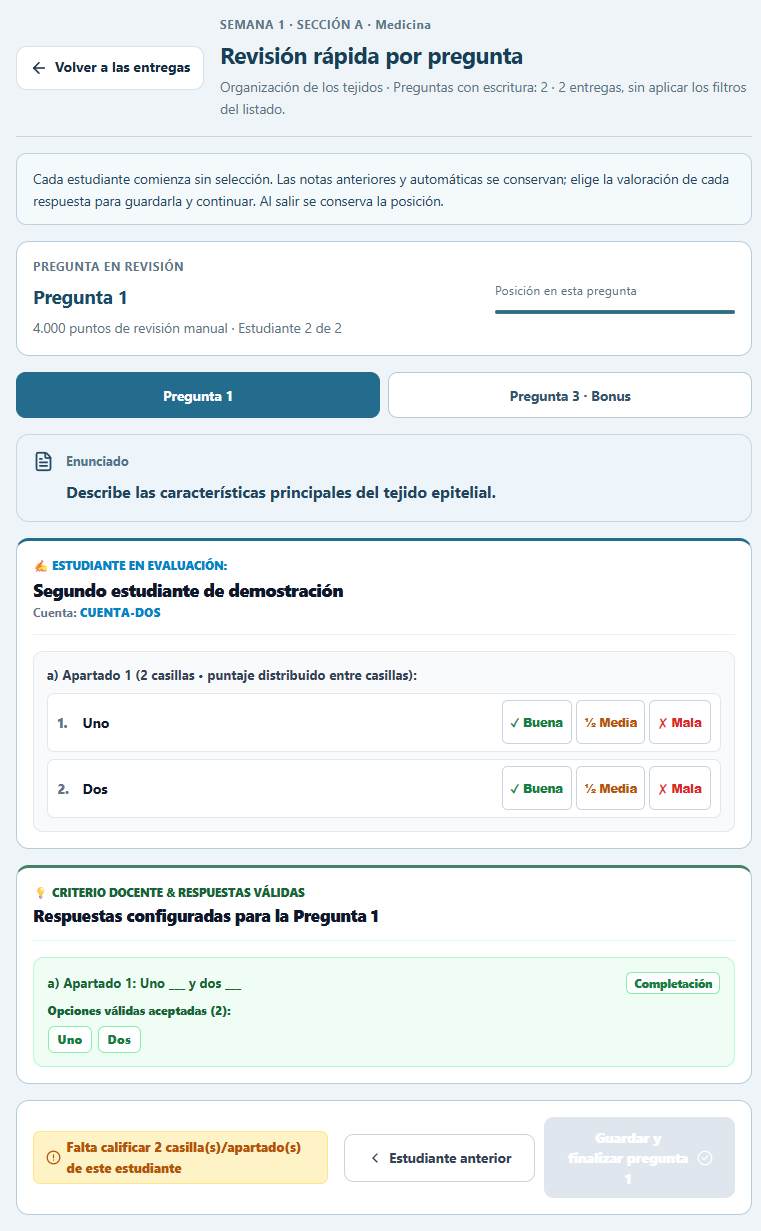 SEMANA 1 · SECCIÓN A · Medicina
Volver a las entregas
Revisión rápida por pregunta
Organización de los tejidos · Preguntas con escritura: 2 · 2 entregas, sin aplicar los filtros
del listado.
Cada estudiante comienza sin selección. Las notas anteriores y automáticas se conservan; elige la valoración de cada
respuesta para guardarla y continuar. Al salir se conserva la posición.
PREGUNTA EN REVISIÓN
Pregunta 1
4.000 puntos de revisión manual · Estudiante 2 de 2
Posición en esta pregunta
Pregunta 1
Pregunta 3 · Bonus
Enunciado
Describe las características principales del tejido epitelial.
✍️ ESTUDIANTE EN EVALUACIÓN:
Segundo estudiante de demostración
Cuenta: CUENTA-DOS
a) Apartado 1 (2 casillas • puntaje distribuido entre casillas):
1. Uno
✓ Buena
½ Media
✗ Mala
2. Dos
✓ Buena
½ Media
✗ Mala
💡 CRITERIO DOCENTE & RESPUESTAS VÁLIDAS
Respuestas configuradas para la Pregunta 1
a) Apartado 1: Uno ___ y dos ___
Completación
Opciones válidas aceptadas (2):
Uno
Dos
Falta calificar 2 casilla(s)/apartado(s)
de este estudiante
Estudiante anterior
Guardar y
finalizar pregunta
1